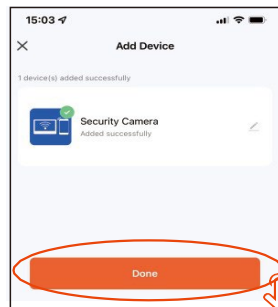 15:03
Add Device
1 device(s) added successfully
Security Camera
Added successfully
Done